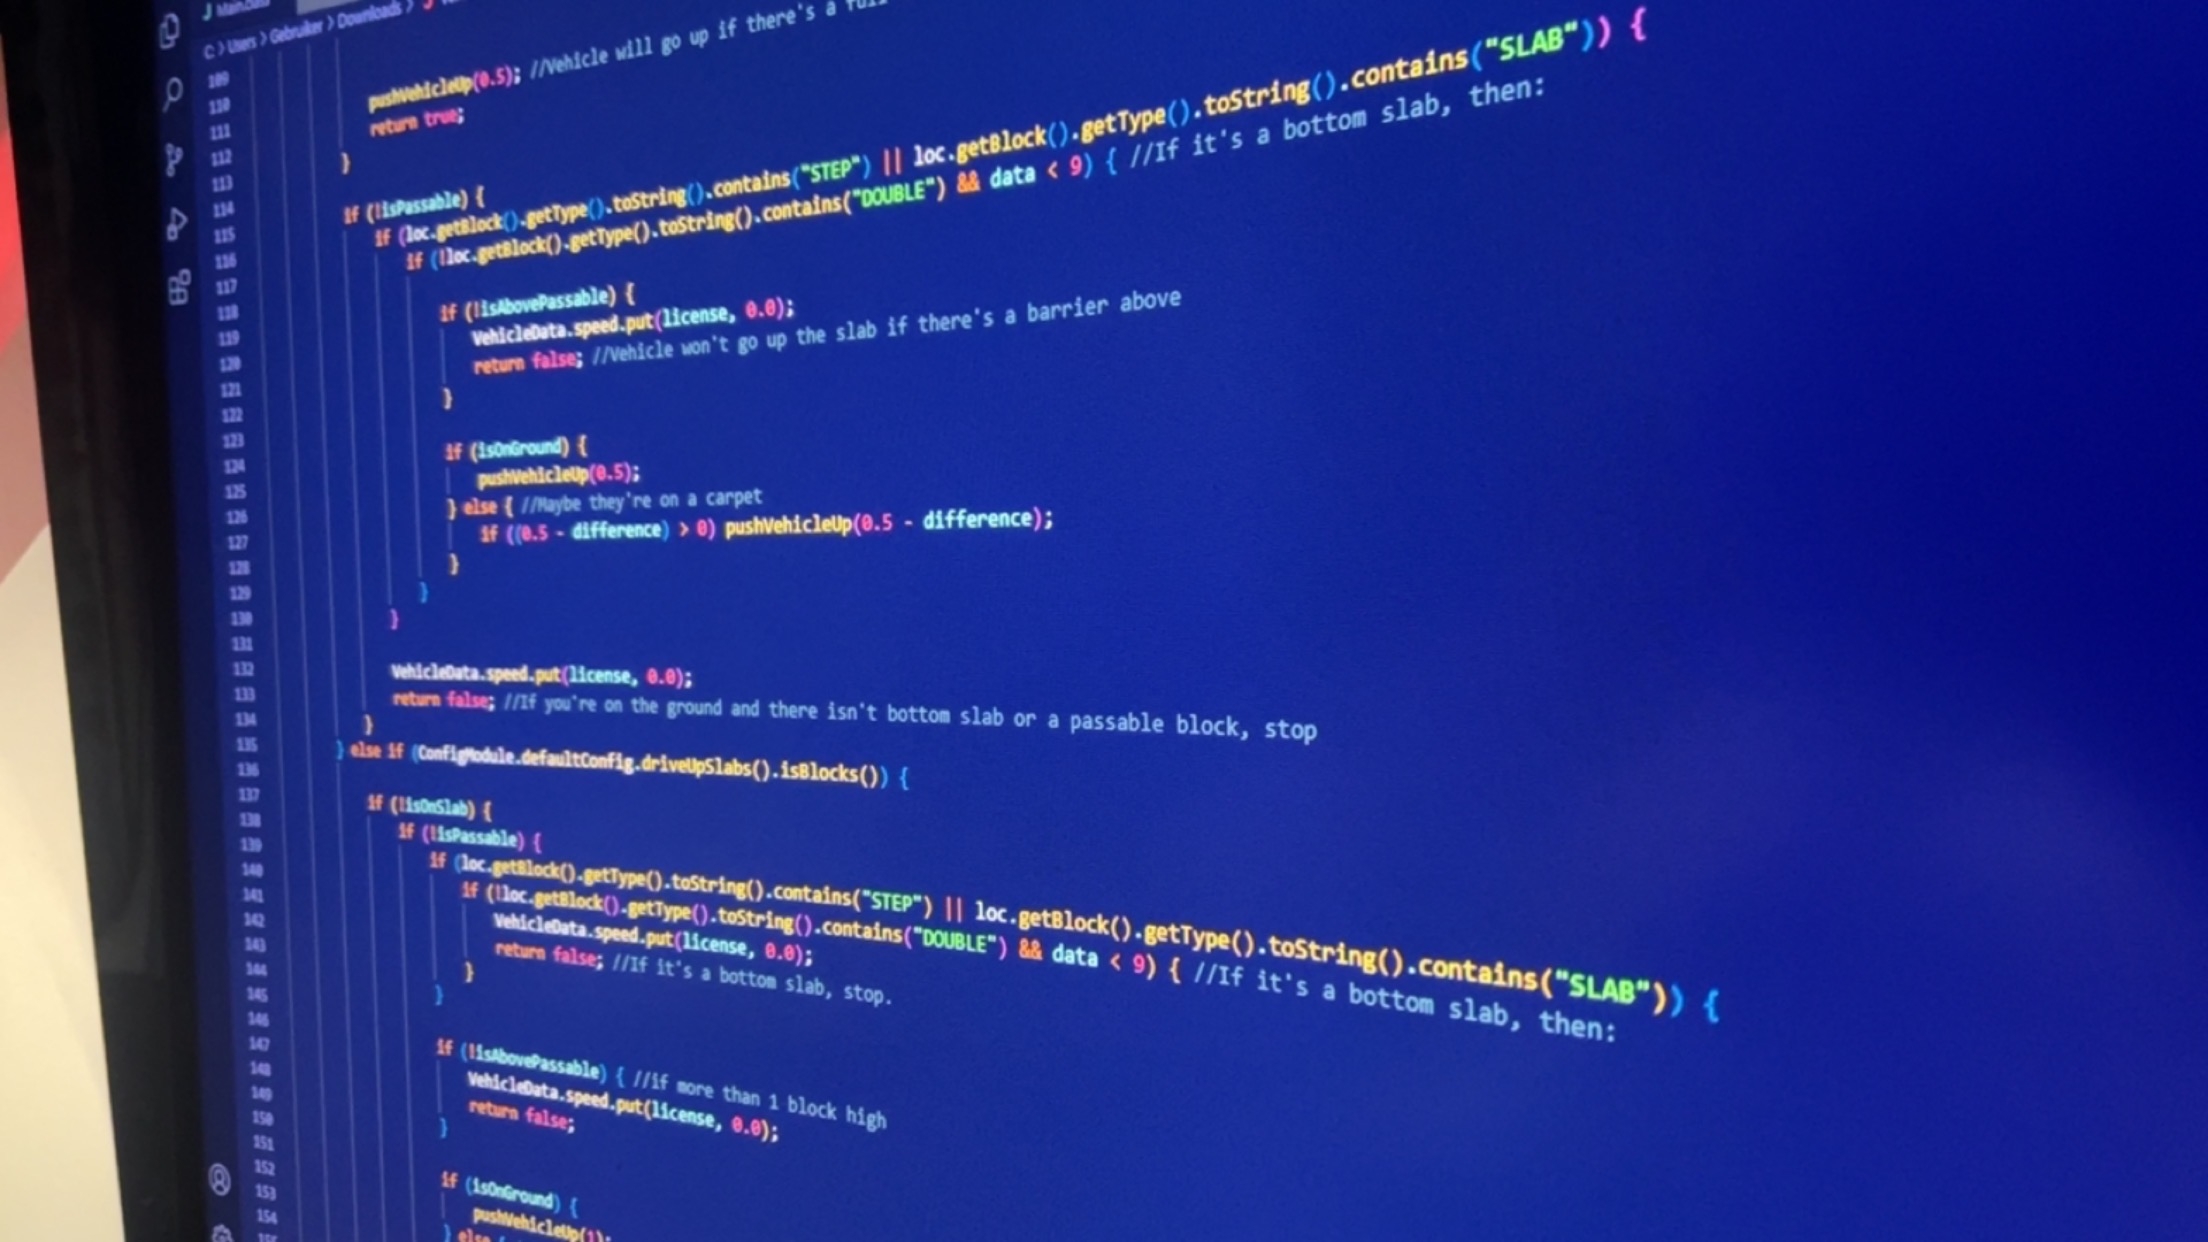 J Main.
C: > Users > Gebruiker > Downloads > J
109
110
111
112
113
114
115
116
117
118
119
120
121
122
123
124
125
126
127
128
129
130
131
132
133
134
135
136
137
138
139
140
141
142
143
144
145
146
147
148
149
150
151
152
153
154
pushVehicleUp(0.5); //Vehicle will go up if there's a
return true;
}
if (!isPassable) {
if (loc.getBlock().getType().toString().contains("STEP") || loc.getBlock().getType().toString().contains("SLAB")) {
if (!loc.getBlock().getType().toString().contains("DOUBLE") && data < 9) { //If it's a bottom slab, then:
if (!isAbovePassable) {
VehicleData.speed.put(license, 0.0);
return false; //Vehicle won't go up the slab if there's a barrier above
}
if (isOnGround) {
pushVehicleUp(0.5);
} else { //Maybe they're on a carpet
if ((0.5 - difference) > 0) pushVehicleUp(0.5 - difference);
}
}
}
VehicleData.speed.put(license, 0.0);
return false; //If you're on the ground and there isn't bottom slab or a passable block, stop
}
} else if (ConfigModule.defaultConfig.driveUpSlabs().isBlocks()) {
if (!isOnSlab) {
if (!isPassable) {
if (loc.getBlock().getType().toString().contains("STEP") || loc.getBlock().getType().toString().contains("SLAB")) {
if (!loc.getBlock().getType().toString().contains("DOUBLE") && data < 9) { //If it's a bottom slab, then:
VehicleData.speed.put(license, 0.0);
return false; //If it's a bottom slab, stop.
}
}
if (!isAbovePassable) { //if more than 1 block high
VehicleData.speed.put(license, 0.0);
return false;
}
if (isOnGround) {
pushVehicleUp(1);
} else